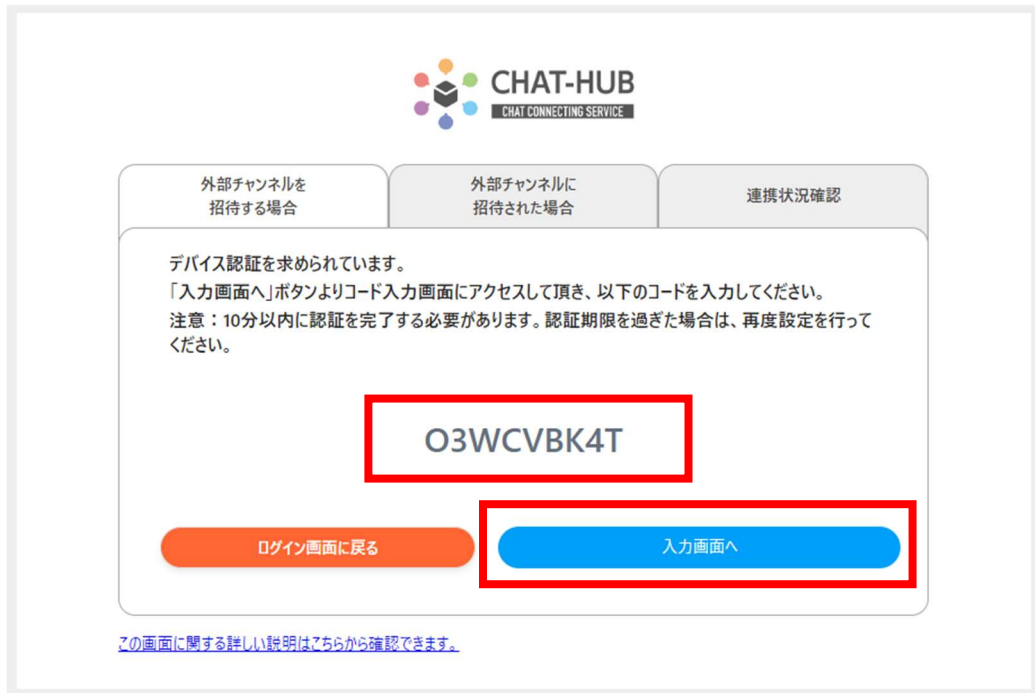 CHAT-HUB
CHAT CONNECTING SERVICE
外部チャンネルを
招待する場合
外部チャンネルに
招待された場合
連携状況確認
デバイス認証を求められています。
「入力画面へ」ボタンよりコード入力画面にアクセスして頂き、以下のコードを入力してください。
注意：10分以内に認証を完了する必要があります。認証期限を過ぎた場合は、再度設定を行って
ください。
O3WCVBK4T
ログイン画面に戻る
入力画面へ
この画面に関する詳しい説明はこちらから確認できます。